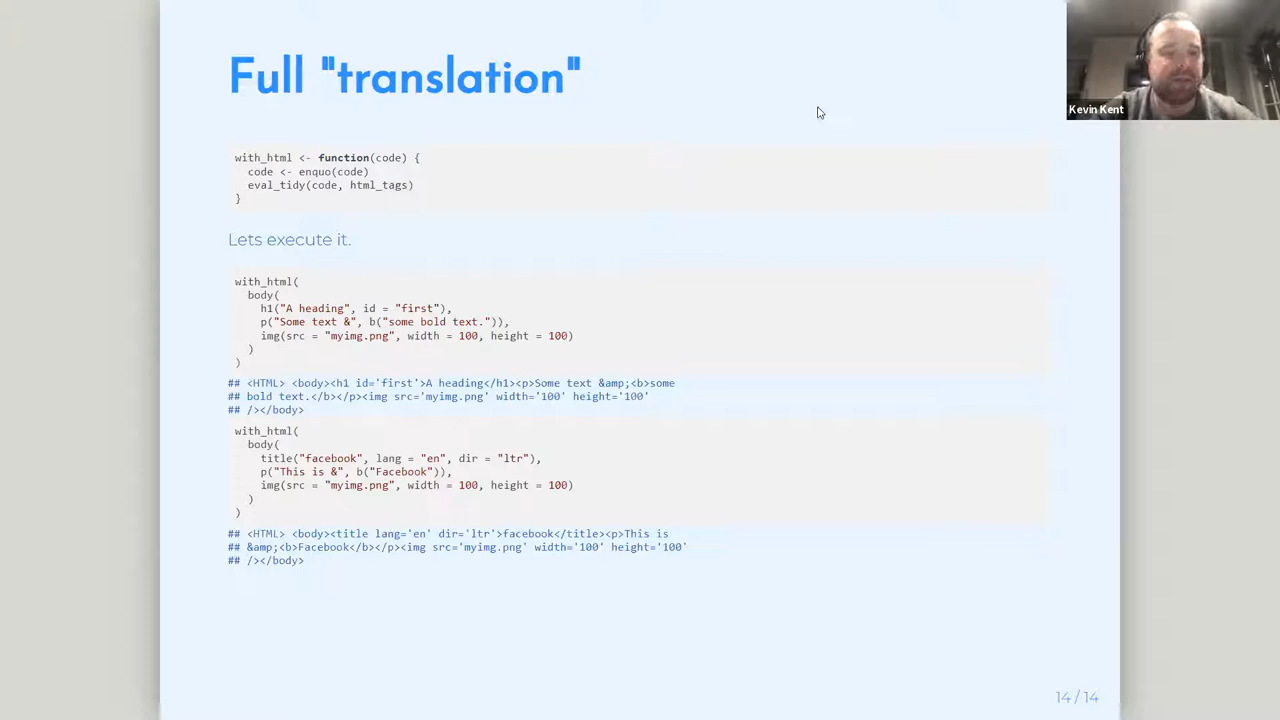 Full "translation"
Kevin Kent
with_html <- function(code) {
  code <- enquo(code)
  eval_tidy(code, html_tags)
}
Lets execute it.
with_html(
  body(
    h1("A heading", id = "first"),
    p("Some text &", b("some bold text.")),
    img(src = "myimg.png", width = 100, height = 100)
  )
)
## <HTML> <body><h1 id='first'>A heading</h1><p>Some text &amp;<b>some
## bold text.</b></p><img src='myimg.png' width='100' height='100'
## /></body>
with_html(
  body(
    title("facebook", lang = "en", dir = "ltr"),
    p("This is &", b("Facebook")),
    img(src = "myimg.png", width = 100, height = 100)
  )
)
## <HTML> <body><title lang='en' dir='ltr'>facebook</title><p>This is
## &amp;<b>Facebook</b></p><img src='myimg.png' width='100' height='100'
## /></body>
14 / 14